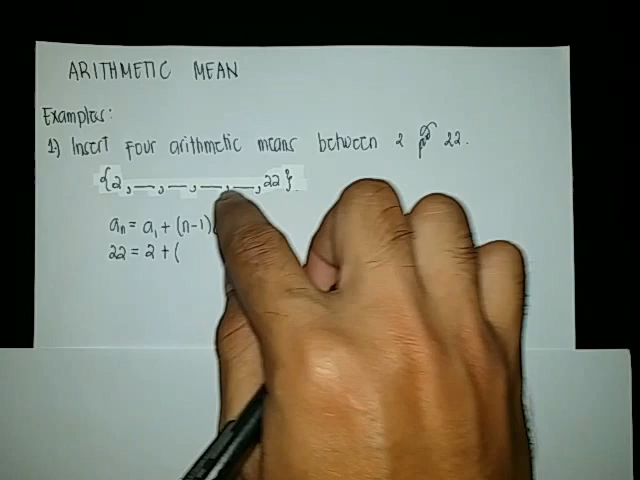 ARITHMETIC MEAN
Examples:
1) Insert four arithmetic means between 2 & 22.
{2, __, __, __, __, 22}
aₙ = a₁ + (n-1)
22 = 2 + (